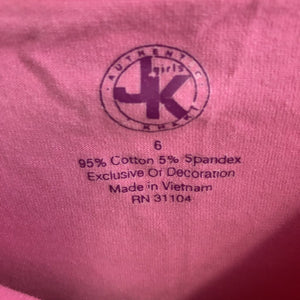 AUTHENTIC
girls
JK
KHAKI
6
95% Cotton 5% Spandex
Exclusive Of Decoration
Made in Vietnam
RN 31104